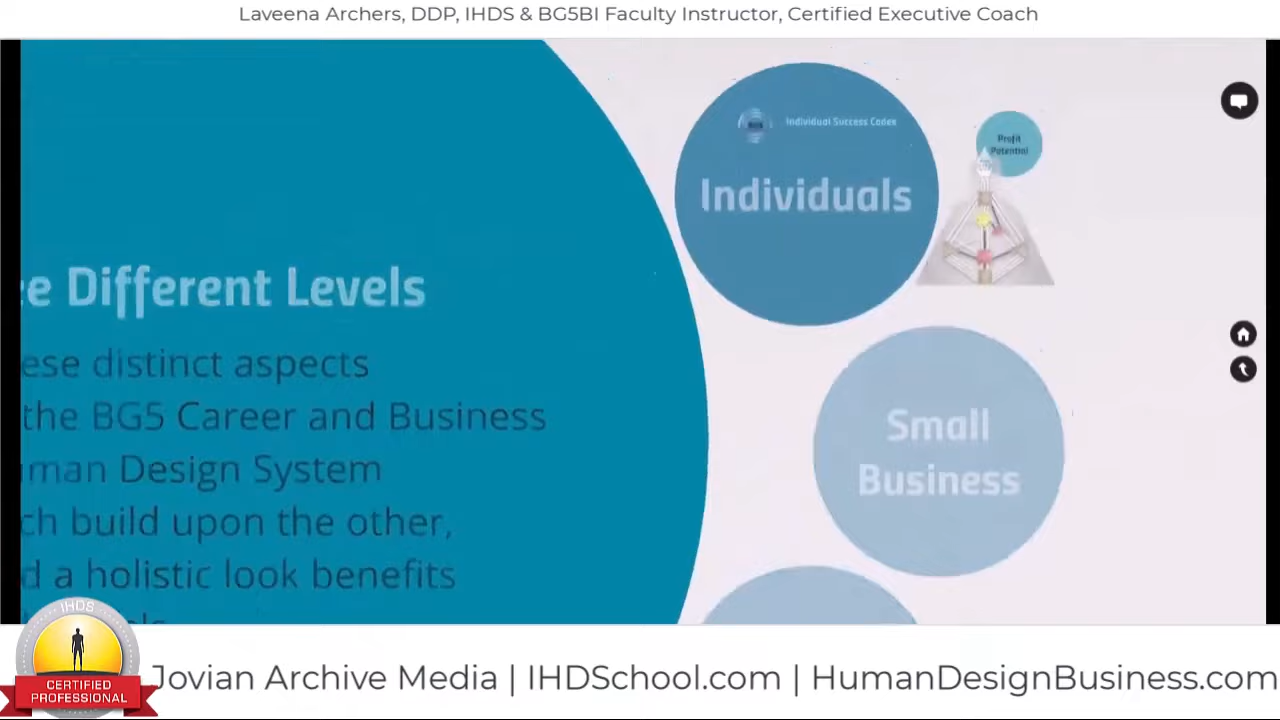 Laveena Archers, DDP, IHDS & BG5BI Faculty Instructor, Certified Executive Coach
Individual Success Codex
Individuals
Profit
Potential
e Different Levels
ese distinct aspects
the BG5 Career and Business
uman Design System
ch build upon the other,
d a holistic look benefits
Small
Business
IHDS
CERTIFIED
PROFESSIONAL
Jovian Archive Media | IHDSchool.com | HumanDesignBusiness.com